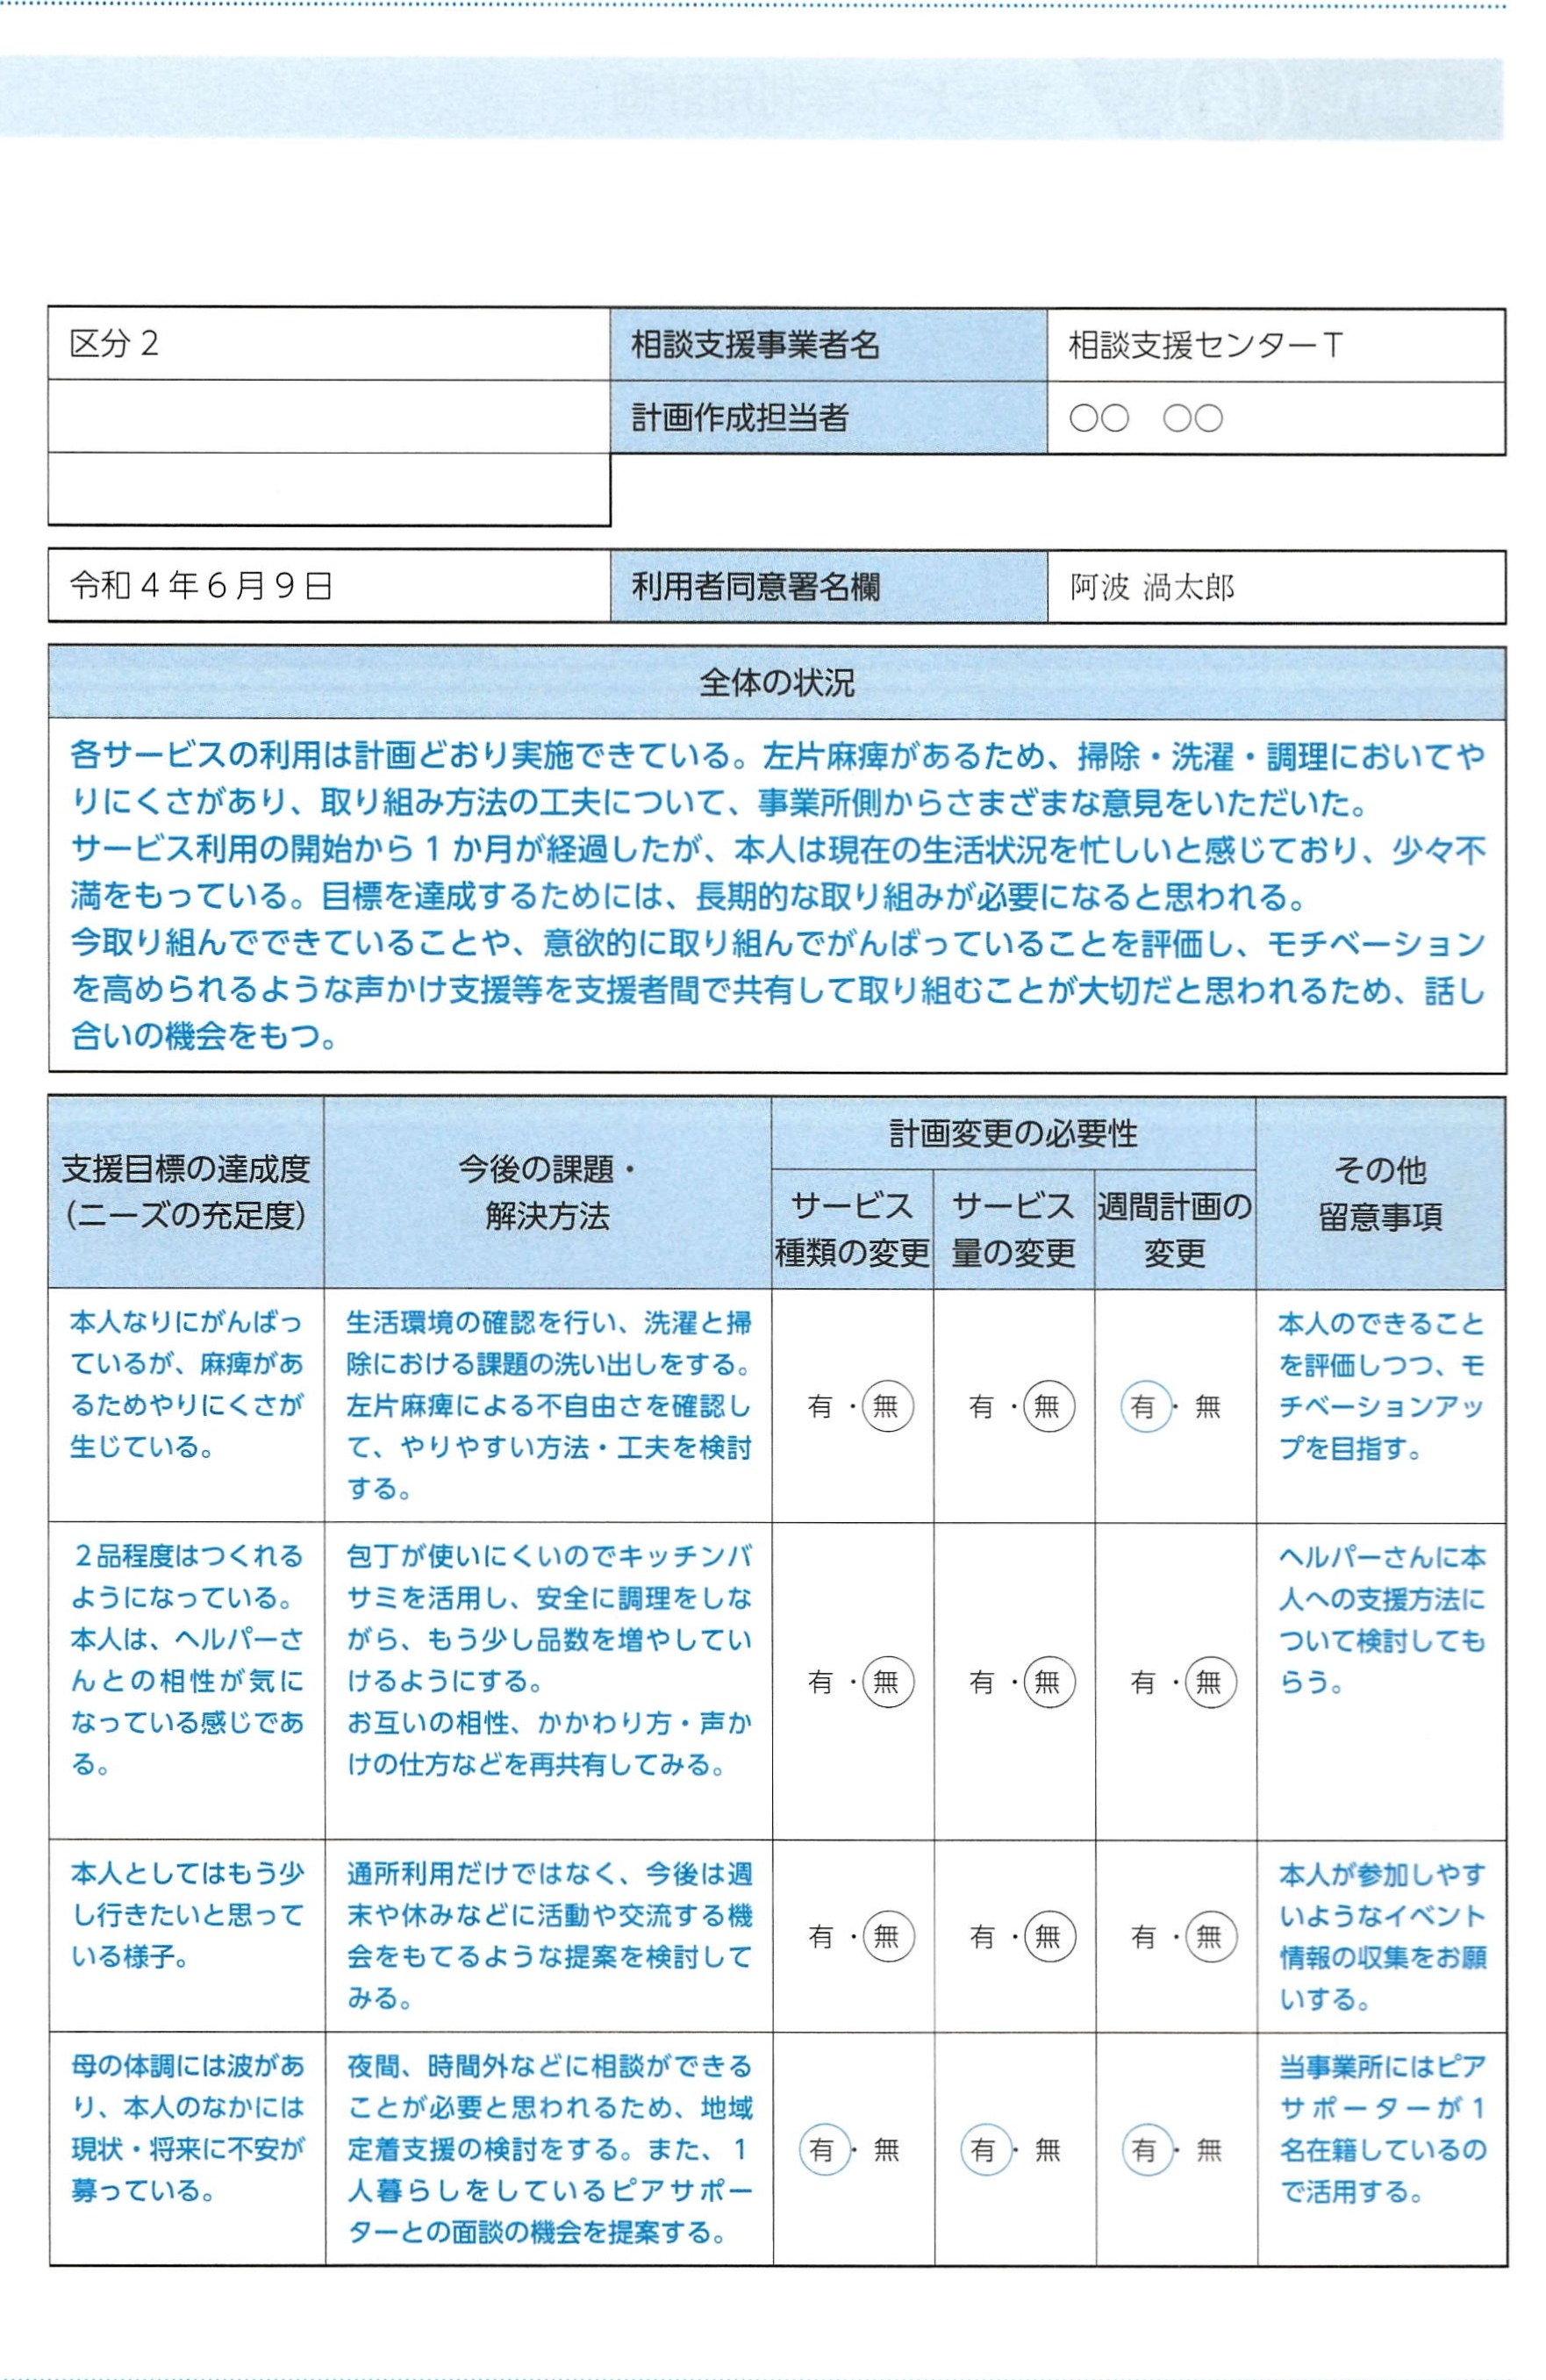 区分2
相談支援事業者名
相談支援センターT
計画作成担当者
○○ ○○
令和4年6月9日
利用者同意署名欄
阿波 渦太郎
全体の状況
各サービスの利用は計画どおり実施できている。左片麻痺があるため、掃除・洗濯・調理においてや
りにくさがあり、取り組み方法の工夫について、事業所側からさまざまな意見をいただいた。
サービス利用の開始から1か月が経過したが、本人は現在の生活状況を忙しいと感じており、少々不
満をもっている。目標を達成するためには、長期的な取り組みが必要になると思われる。
今取り組んでできていることや、意欲的に取り組んでがんばっていることを評価し、モチベーション
を高められるような声かけ支援等を支援者間で共有して取り組むことが大切だと思われるため、話し
合いの機会をもつ。
支援目標の達成度
(ニーズの充足度)
今後の課題・
解決方法
計画変更の必要性
サービス
種類の変更
サービス
量の変更
週間計画の
変更
その他
留意事項
本人なりにがんばっ
ているが、麻痺があ
るためやりにくさが
生じている。
生活環境の確認を行い、洗濯と掃
除における課題の洗い出しをする。
左片麻痺による不自由さを確認し
て、やりやすい方法・工夫を検討
する。
有・無
有・無
有・無
本人のできること
を評価しつつ、モ
チベーションアッ
プを目指す。
2品程度はつくれる
ようになっている。
本人は、ヘルパーさ
んとの相性が気に
なっている感じであ
る。
包丁が使いにくいのでキッチンバ
サミを活用し、安全に調理をしな
がら、もう少し品数を増やしてい
けるようにする。
お互いの相性、かかわり方・声か
けの仕方などを再共有してみる。
有・無
有・無
有・無
ヘルパーさんに本
人への支援方法に
ついて検討しても
らう。
本人としてはもう少
し行きたいと思って
いる様子。
通所利用だけではなく、今後は週
末や休みなどに活動や交流する機
会をもてるような提案を検討して
みる。
有・無
有・無
有・無
本人が参加しやす
いようなイベント
情報の収集をお願
いする。
母の体調には波があ
り、本人のなかには
現状・将来に不安が
募っている。
夜間、時間外などに相談ができる
ことが必要と思われるため、地域
定着支援の検討をする。また、1
人暮らしをしているピアサポー
ターとの面談の機会を提案する。
有・無
有・無
有・無
当事業所にはピア
サポーターが1
名在籍しているの
で活用する。